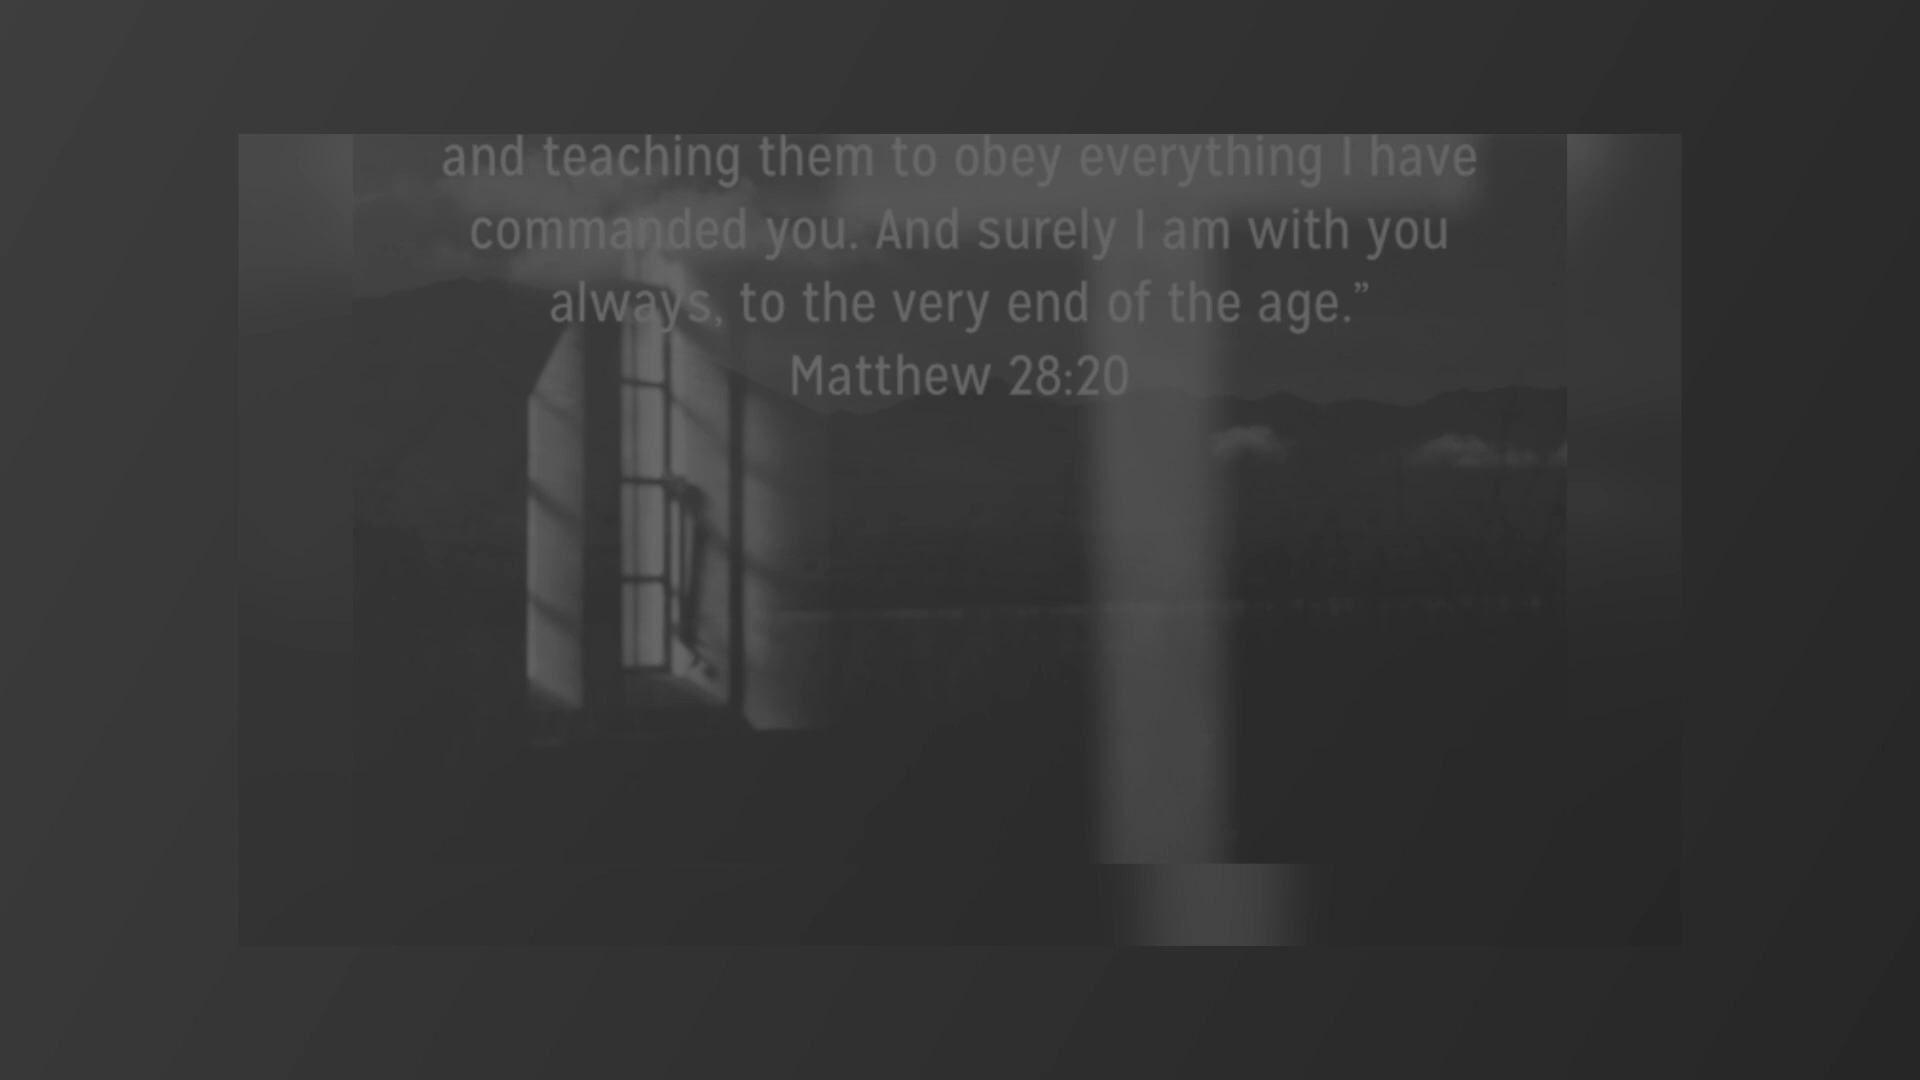 and teaching them to obey everything I have
commanded you. And surely I am with you
always, to the very end of the age.”
Matthew 28:20